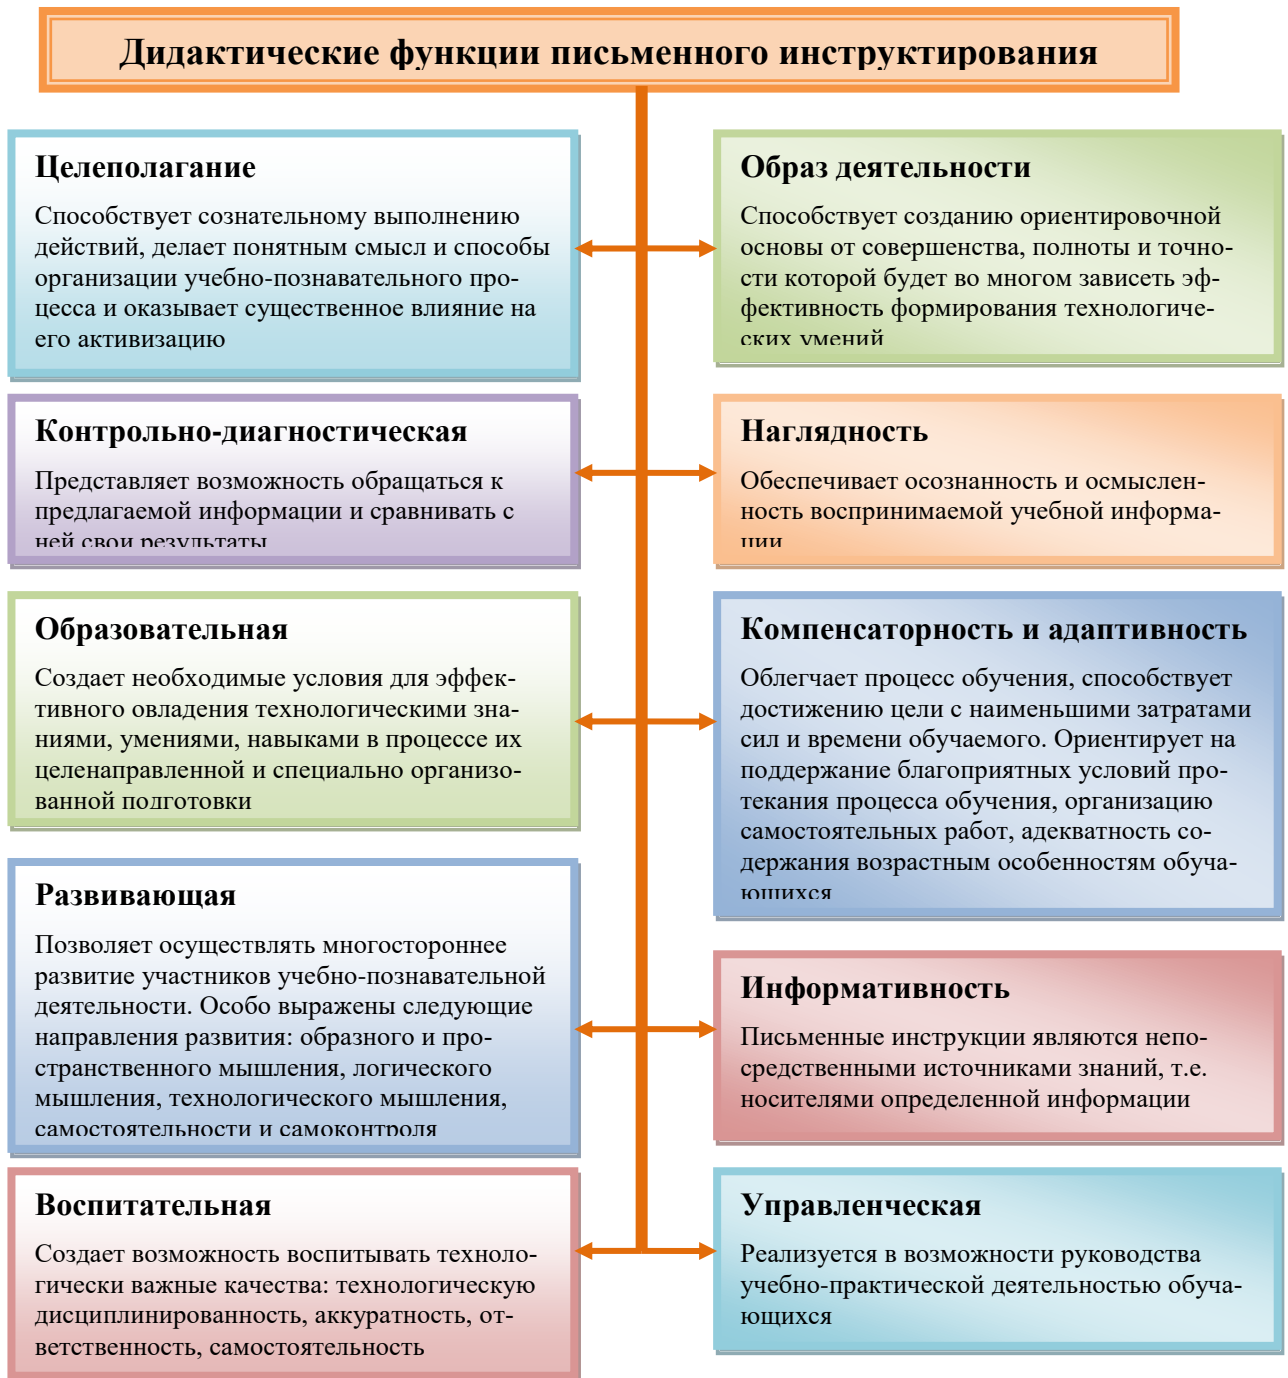 Дидактические функции письменного инструктирования
Целеполагание
Способствует сознательному выполнению
действий, делает понятным смысл и способы
организации учебно-познавательного про-
цесса и оказывает существенное влияние на
его активизацию
Образ деятельности
Способствует созданию ориентировочной
основы от совершенства, полноты и точно-
сти которой будет во многом зависеть эф-
фективность формирования технологиче-
ских умений
Контрольно-диагностическая
Представляет возможность обращаться к
предлагаемой информации и сравнивать с
ней свои результаты
Наглядность
Обеспечивает осознанность и осмыслен-
ность воспринимаемой учебной информа-
ции
Образовательная
Создает необходимые условия для эффек-
тивного овладения технологическими зна-
ниями, умениями, навыками в процессе их
целенаправленной и специально организо-
ванной подготовки
Компенсаторность и адаптивность
Облегчает процесс обучения, способствует
достижению цели с наименьшими затратами
сил и времени обучаемого. Ориентирует на
поддержание благоприятных условий про-
текания процесса обучения, организацию
самостоятельных работ, адекватность со-
держания возрастным особенностям обуча-
ющихся
Развивающая
Позволяет осуществлять многостороннее
развитие участников учебно-познавательной
деятельности. Особо выражены следующие
направления развития: образного и про-
странственного мышления, логического
мышления, технологического мышления,
самостоятельности и самоконтроля
Информативность
Письменные инструкции являются непо-
средственными источниками знаний, т.е.
носителями определенной информации
Воспитательная
Создает возможность воспитывать техноло-
гически важные качества: технологическую
дисциплинированность, аккуратность, от-
ветственность, самостоятельность
Управленческая
Реализуется в возможности руководства
учебно-практической деятельностью обуча-
ющихся